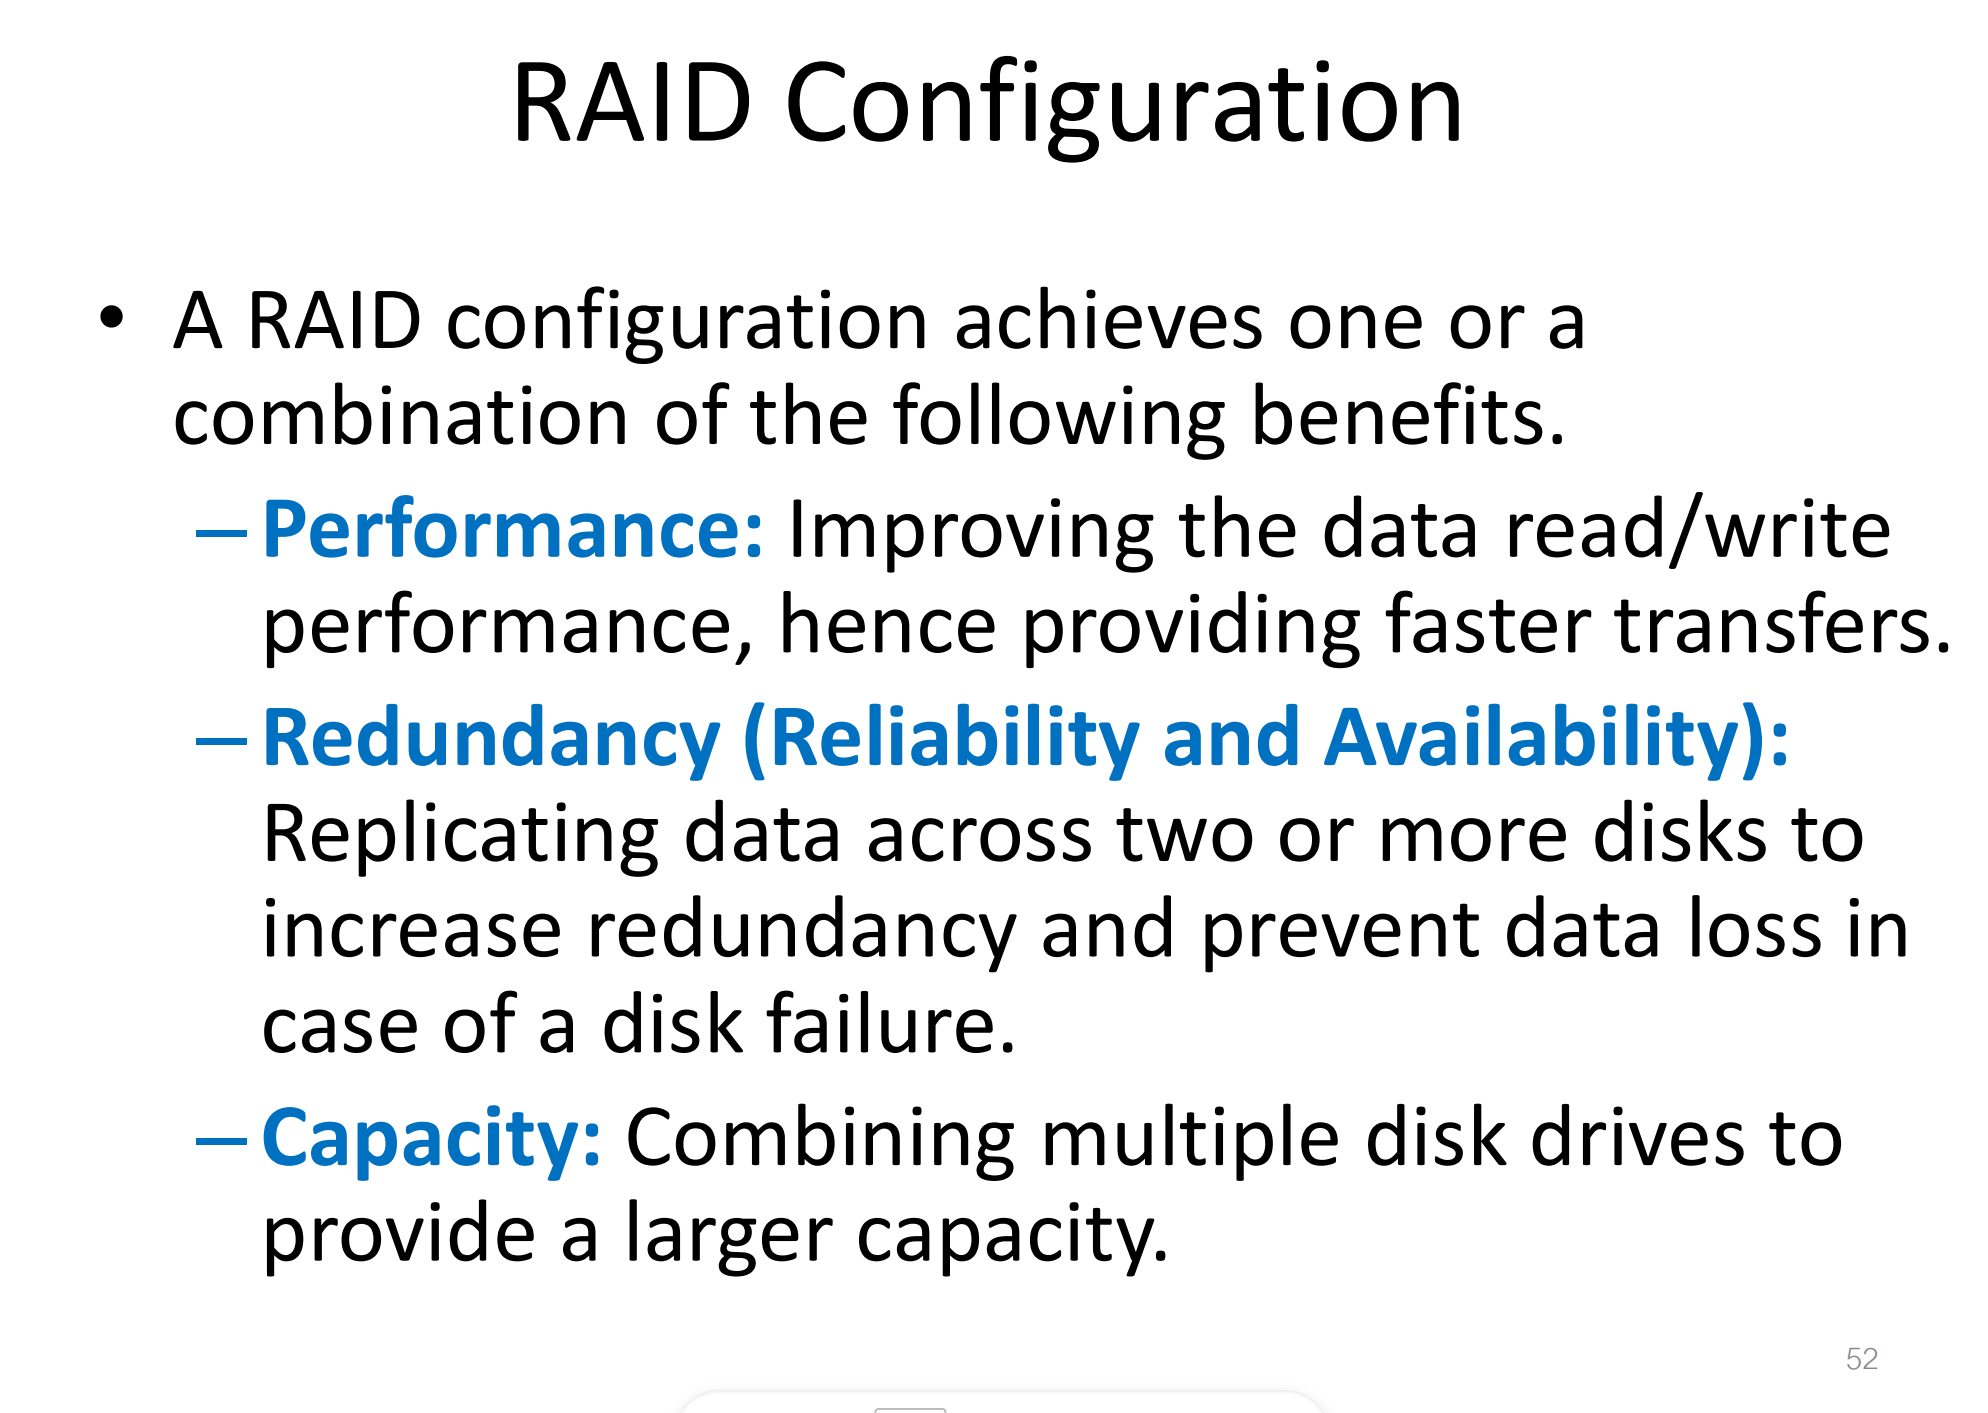 RAID Configuration
• A RAID configuration achieves one or a
combination of the following benefits.
– Performance: Improving the data read/write
performance, hence providing faster transfers.
– Redundancy (Reliability and Availability):
Replicating data across two or more disks to
increase redundancy and prevent data loss in
case of a disk failure.
– Capacity: Combining multiple disk drives to
provide a larger capacity.
52